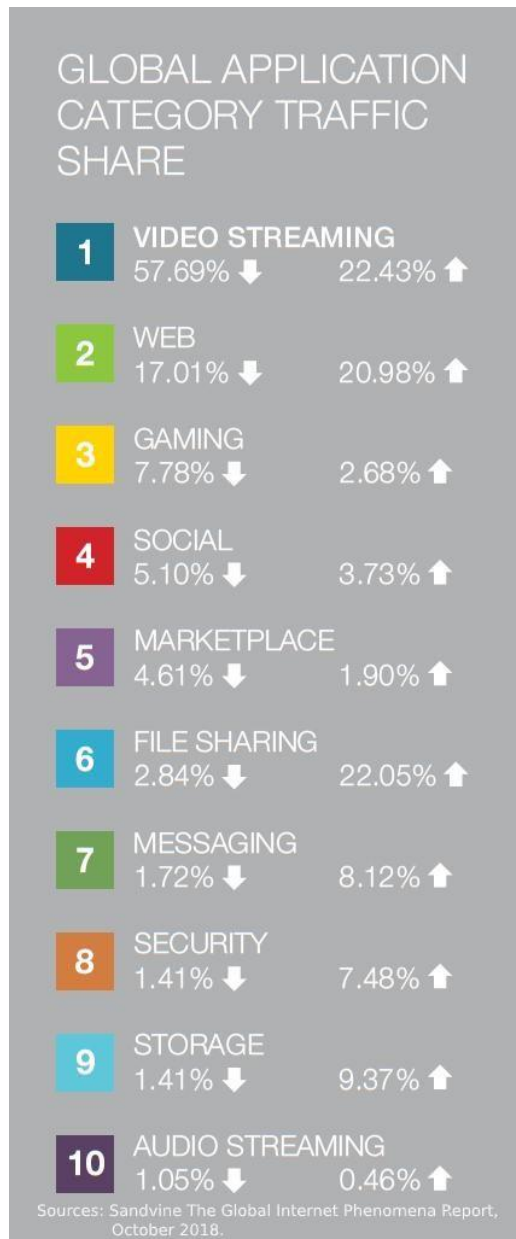 GLOBAL APPLICATION
CATEGORY TRAFFIC
SHARE
1 VIDEO STREAMING
57.69% 22.43%
2 WEB
17.01% 20.98%
3 GAMING
7.78% 2.68%
4 SOCIAL
5.10% 3.73%
5 MARKETPLACE
4.61% 1.90%
6 FILE SHARING
2.84% 22.05%
7 MESSAGING
1.72% 8.12%
8 SECURITY
1.41% 7.48%
9 STORAGE
1.41% 9.37%
10 AUDIO STREAMING
1.05% 0.46%
Sources: Sandvine The Global Internet Phenomena Report,
October 2018.